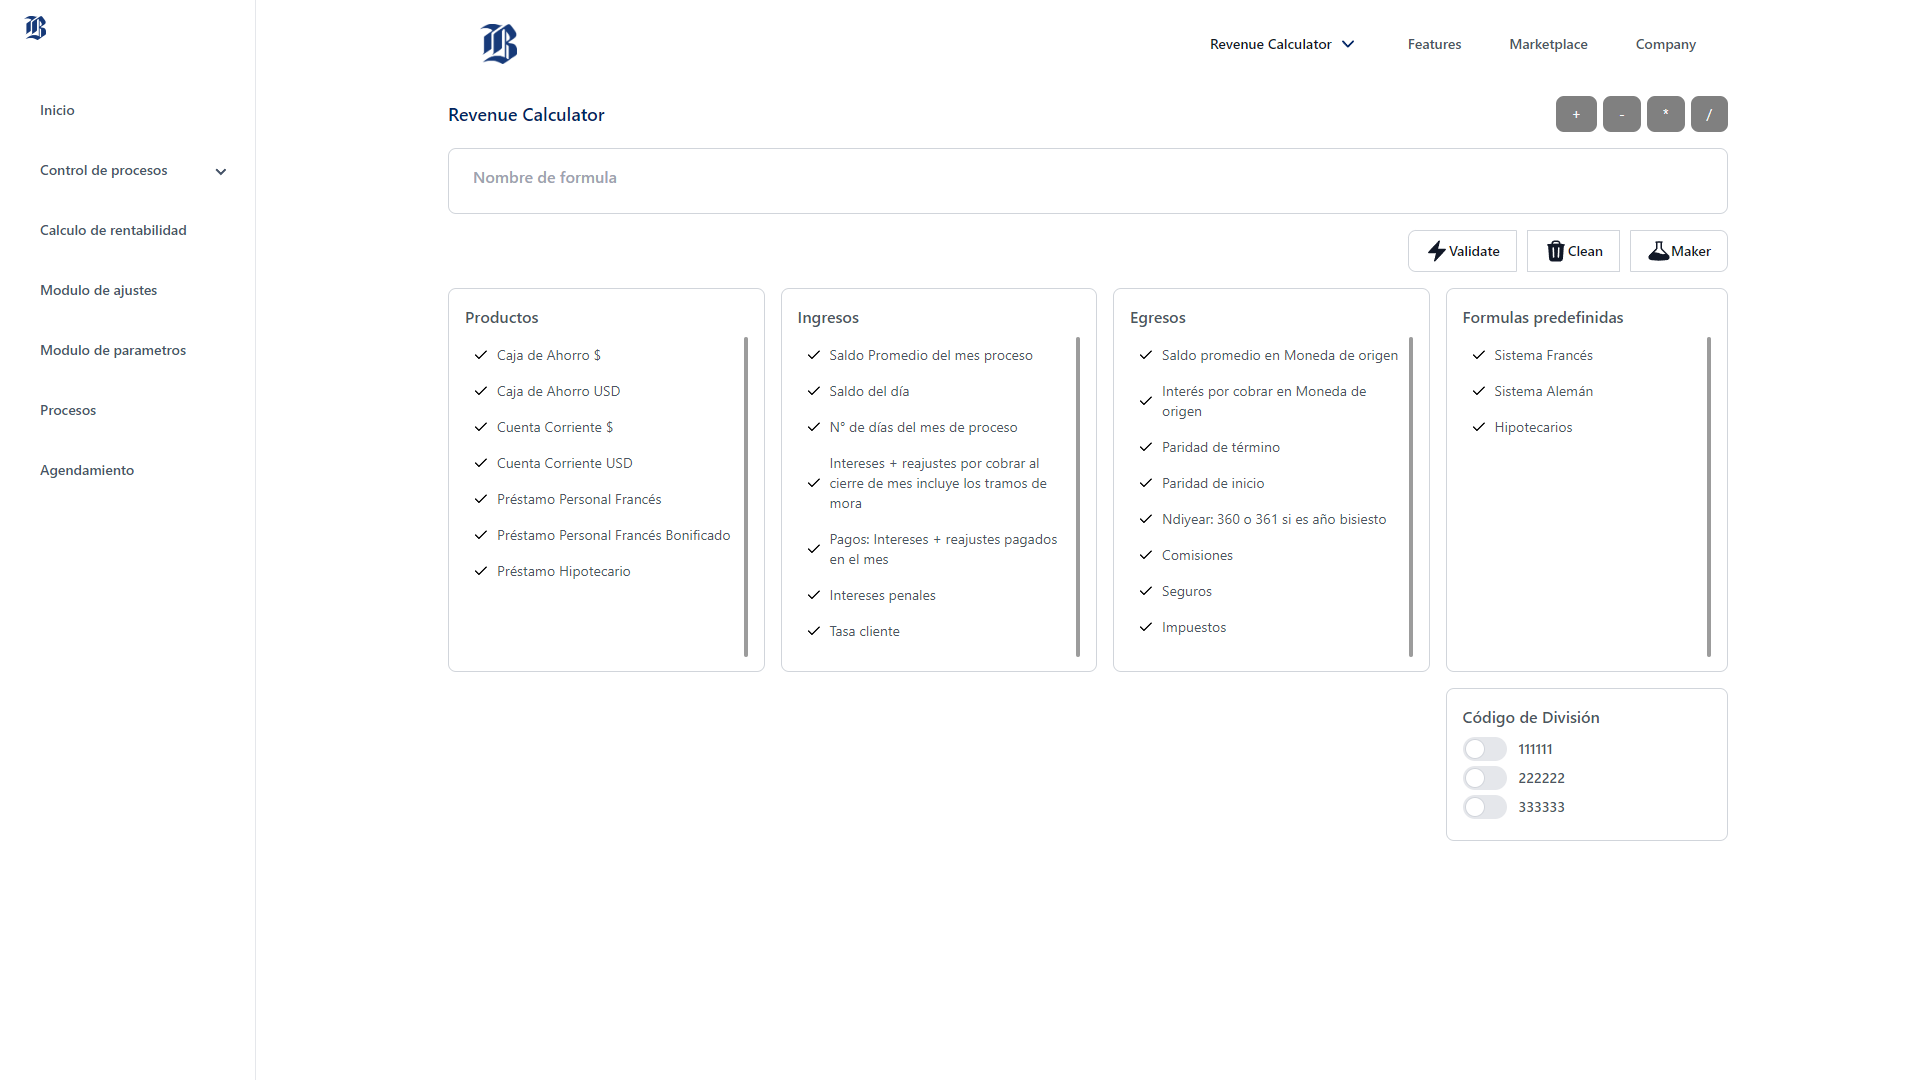 B
Inicio
Control de procesos
Calculo de rentabilidad
Modulo de ajustes
Modulo de parametros
Procesos
Agendamiento
B
Revenue Calculator
Features
Marketplace
Company
Revenue Calculator
+
-
*
/
Nombre de formula
Validate
Clean
Maker
Productos
Caja de Ahorro $
Caja de Ahorro USD
Cuenta Corriente $
Cuenta Corriente USD
Préstamo Personal Francés
Préstamo Personal Francés Bonificado
Préstamo Hipotecario
Ingresos
Saldo Promedio del mes proceso
Saldo del día
N° de días del mes de proceso
Intereses + reajustes por cobrar al
cierre de mes incluye los tramos de
mora
Pagos: Intereses + reajustes pagados
en el mes
Intereses penales
Tasa cliente
Egresos
Saldo promedio en Moneda de origen
Interés por cobrar en Moneda de
origen
Paridad de término
Paridad de inicio
Ndiyear: 360 o 361 si es año bisiesto
Comisiones
Seguros
Impuestos
Formulas predefinidas
Sistema Francés
Sistema Alemán
Hipotecarios
Código de División
111111
222222
333333